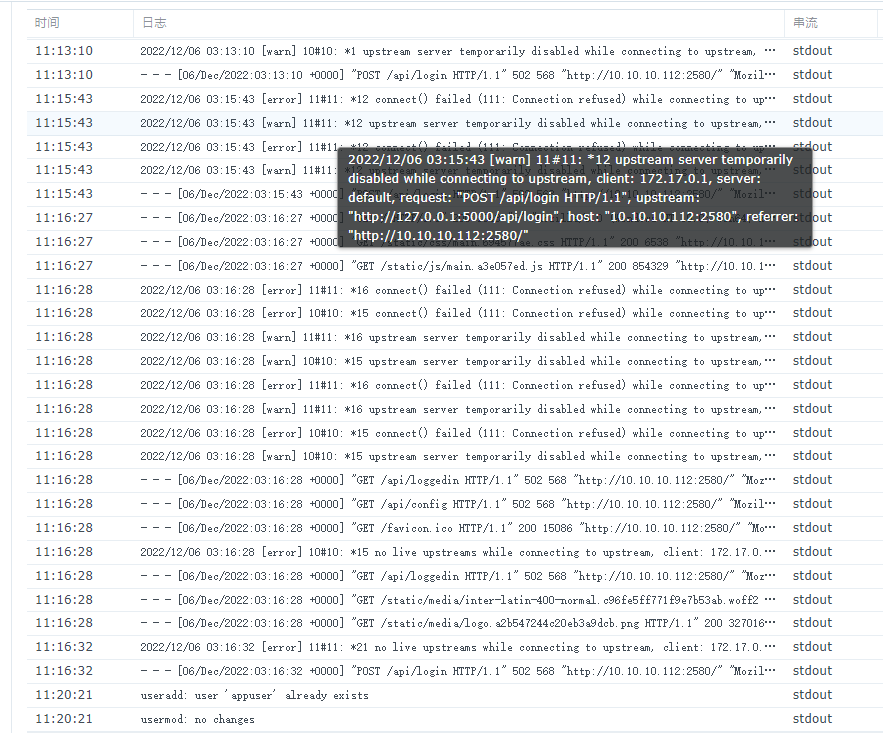 时间 日志 串流
11:13:10 2022/12/06 03:13:10 [warn] 10#10: *1 upstream server temporarily disabled while connecting to upstream, ··· stdout
11:13:10 - - - [06/Dec/2022:03:13:10 +0000] "POST /api/login HTTP/1.1" 502 568 "http://10.10.10.112:2580/" "Mozil··· stdout
11:15:43 2022/12/06 03:15:43 [error] 11#11: *12 connect() failed (111: Connection refused) while connecting to up··· stdout
11:15:43 2022/12/06 03:15:43 [warn] 11#11: *12 upstream server temporarily disabled while connecting to upstream,··· stdout
11:15:43 2022/12/06 03:15:43 [error] 11#11: *12 connect() failed (111: Connection refused) while connecting to up··· stdout
2022/12/06 03:15:43 [warn] 11#11: *12 upstream server temporarily
disabled while connecting to upstream, client: 172.17.0.1, server:
default, request: "POST /api/login HTTP/1.1", upstream:
"http://127.0.0.1:5000/api/login", host: "10.10.10.112:2580", referrer:
"http://10.10.10.112:2580/"
11:15:43 2022/12/06 03:15:43 [warn] 11#11: stdout
11:15:43 - - - [06/Dec/2022:03:15:43 +0000] stdout
11:16:27 - - - [06/Dec/2022:03:16:27 +0000] stdout
11:16:27 - - - [06/Dec/2022:03:16:27 +0000] stdout
11:16:27 - - - [06/Dec/2022:03:16:27 +0000] "GET /static/js/main.a3e057ed.js HTTP/1.1" 200 854329 "http://10.10.1··· stdout
11:16:28 2022/12/06 03:16:28 [error] 11#11: *16 connect() failed (111: Connection refused) while connecting to up··· stdout
11:16:28 2022/12/06 03:16:28 [error] 10#10: *15 connect() failed (111: Connection refused) while connecting to up··· stdout
11:16:28 2022/12/06 03:16:28 [warn] 11#11: *16 upstream server temporarily disabled while connecting to upstream,··· stdout
11:16:28 2022/12/06 03:16:28 [warn] 10#10: *15 upstream server temporarily disabled while connecting to upstream,··· stdout
11:16:28 2022/12/06 03:16:28 [error] 11#11: *16 connect() failed (111: Connection refused) while connecting to up··· stdout
11:16:28 2022/12/06 03:16:28 [warn] 11#11: *16 upstream server temporarily disabled while connecting to upstream,··· stdout
11:16:28 2022/12/06 03:16:28 [error] 10#10: *15 connect() failed (111: Connection refused) while connecting to up··· stdout
11:16:28 2022/12/06 03:16:28 [warn] 10#10: *15 upstream server temporarily disabled while connecting to upstream,··· stdout
11:16:28 - - - [06/Dec/2022:03:16:28 +0000] "GET /api/loggedin HTTP/1.1" 502 568 "http://10.10.10.112:2580/" "Moz··· stdout
11:16:28 - - - [06/Dec/2022:03:16:28 +0000] "GET /api/config HTTP/1.1" 502 568 "http://10.10.10.112:2580/" "Mozil··· stdout
11:16:28 - - - [06/Dec/2022:03:16:28 +0000] "GET /favicon.ico HTTP/1.1" 200 15086 "http://10.10.10.112:2580/" "Mo··· stdout
11:16:28 2022/12/06 03:16:28 [error] 10#10: *15 no live upstreams while connecting to upstream, client: 172.17.0.··· stdout
11:16:28 - - - [06/Dec/2022:03:16:28 +0000] "GET /api/loggedin HTTP/1.1" 502 568 "http://10.10.10.112:2580/" "Moz··· stdout
11:16:28 - - - [06/Dec/2022:03:16:28 +0000] "GET /static/media/inter-latin-400-normal.c96fe5ff771f9e7b53ab.woff2 ··· stdout
11:16:28 - - - [06/Dec/2022:03:16:28 +0000] "GET /static/media/logo.a2b547244c20eb3a9dcb.png HTTP/1.1" 200 327016··· stdout
11:16:32 2022/12/06 03:16:32 [error] 11#11: *21 no live upstreams while connecting to upstream, client: 172.17.0.··· stdout
11:16:32 - - - [06/Dec/2022:03:16:32 +0000] "POST /api/login HTTP/1.1" 502 568 "http://10.10.10.112:2580/" "Mozil··· stdout
11:20:21 useradd: user 'appuser' already exists stdout
11:20:21 usermod: no changes stdout